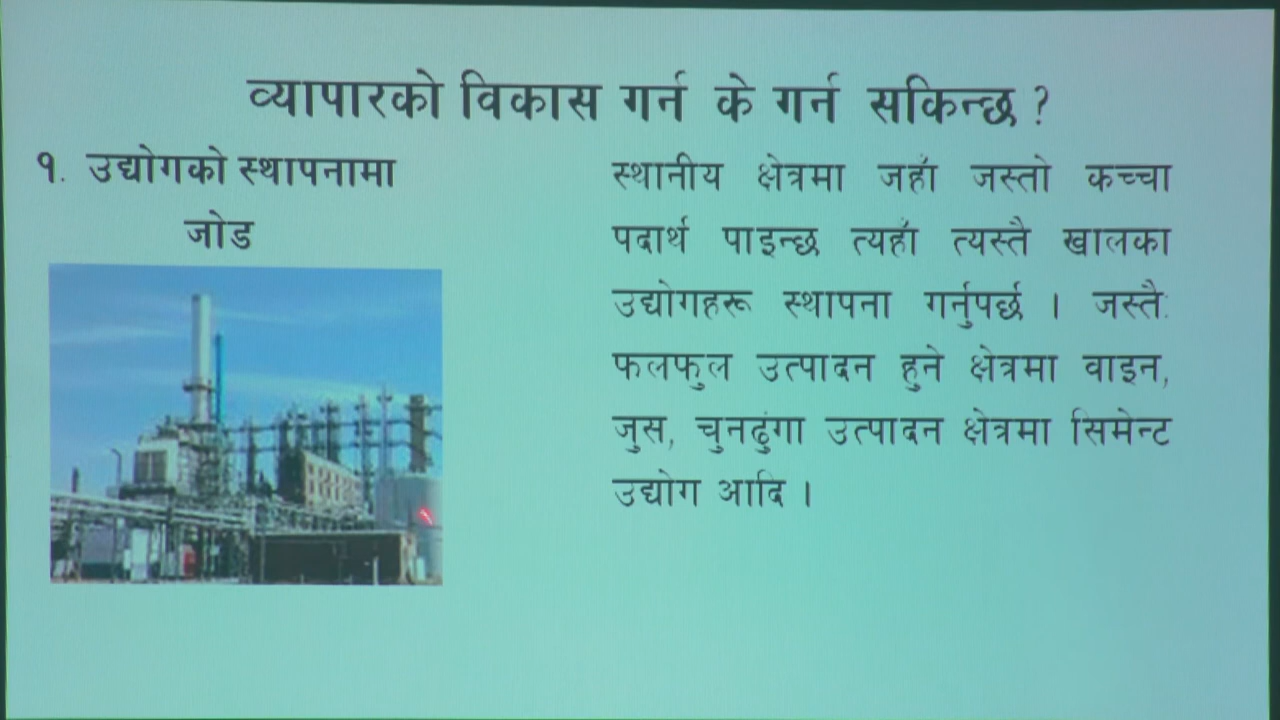 व्यापारको विकास गर्न के गर्न सकिन्छ ?
१. उद्योगको स्थापनामा
जोड
स्थानीय क्षेत्रमा जहाँ जस्तो कच्चा
पदार्थ पाइन्छ त्यहाँ त्यस्तै खालका
उद्योगहरू स्थापना गर्नुपर्छ । जस्तै:
फलफुल उत्पादन हुने क्षेत्रमा वाइन,
जुस, चुनढुंगा उत्पादन क्षेत्रमा सिमेन्ट
उद्योग आदि ।